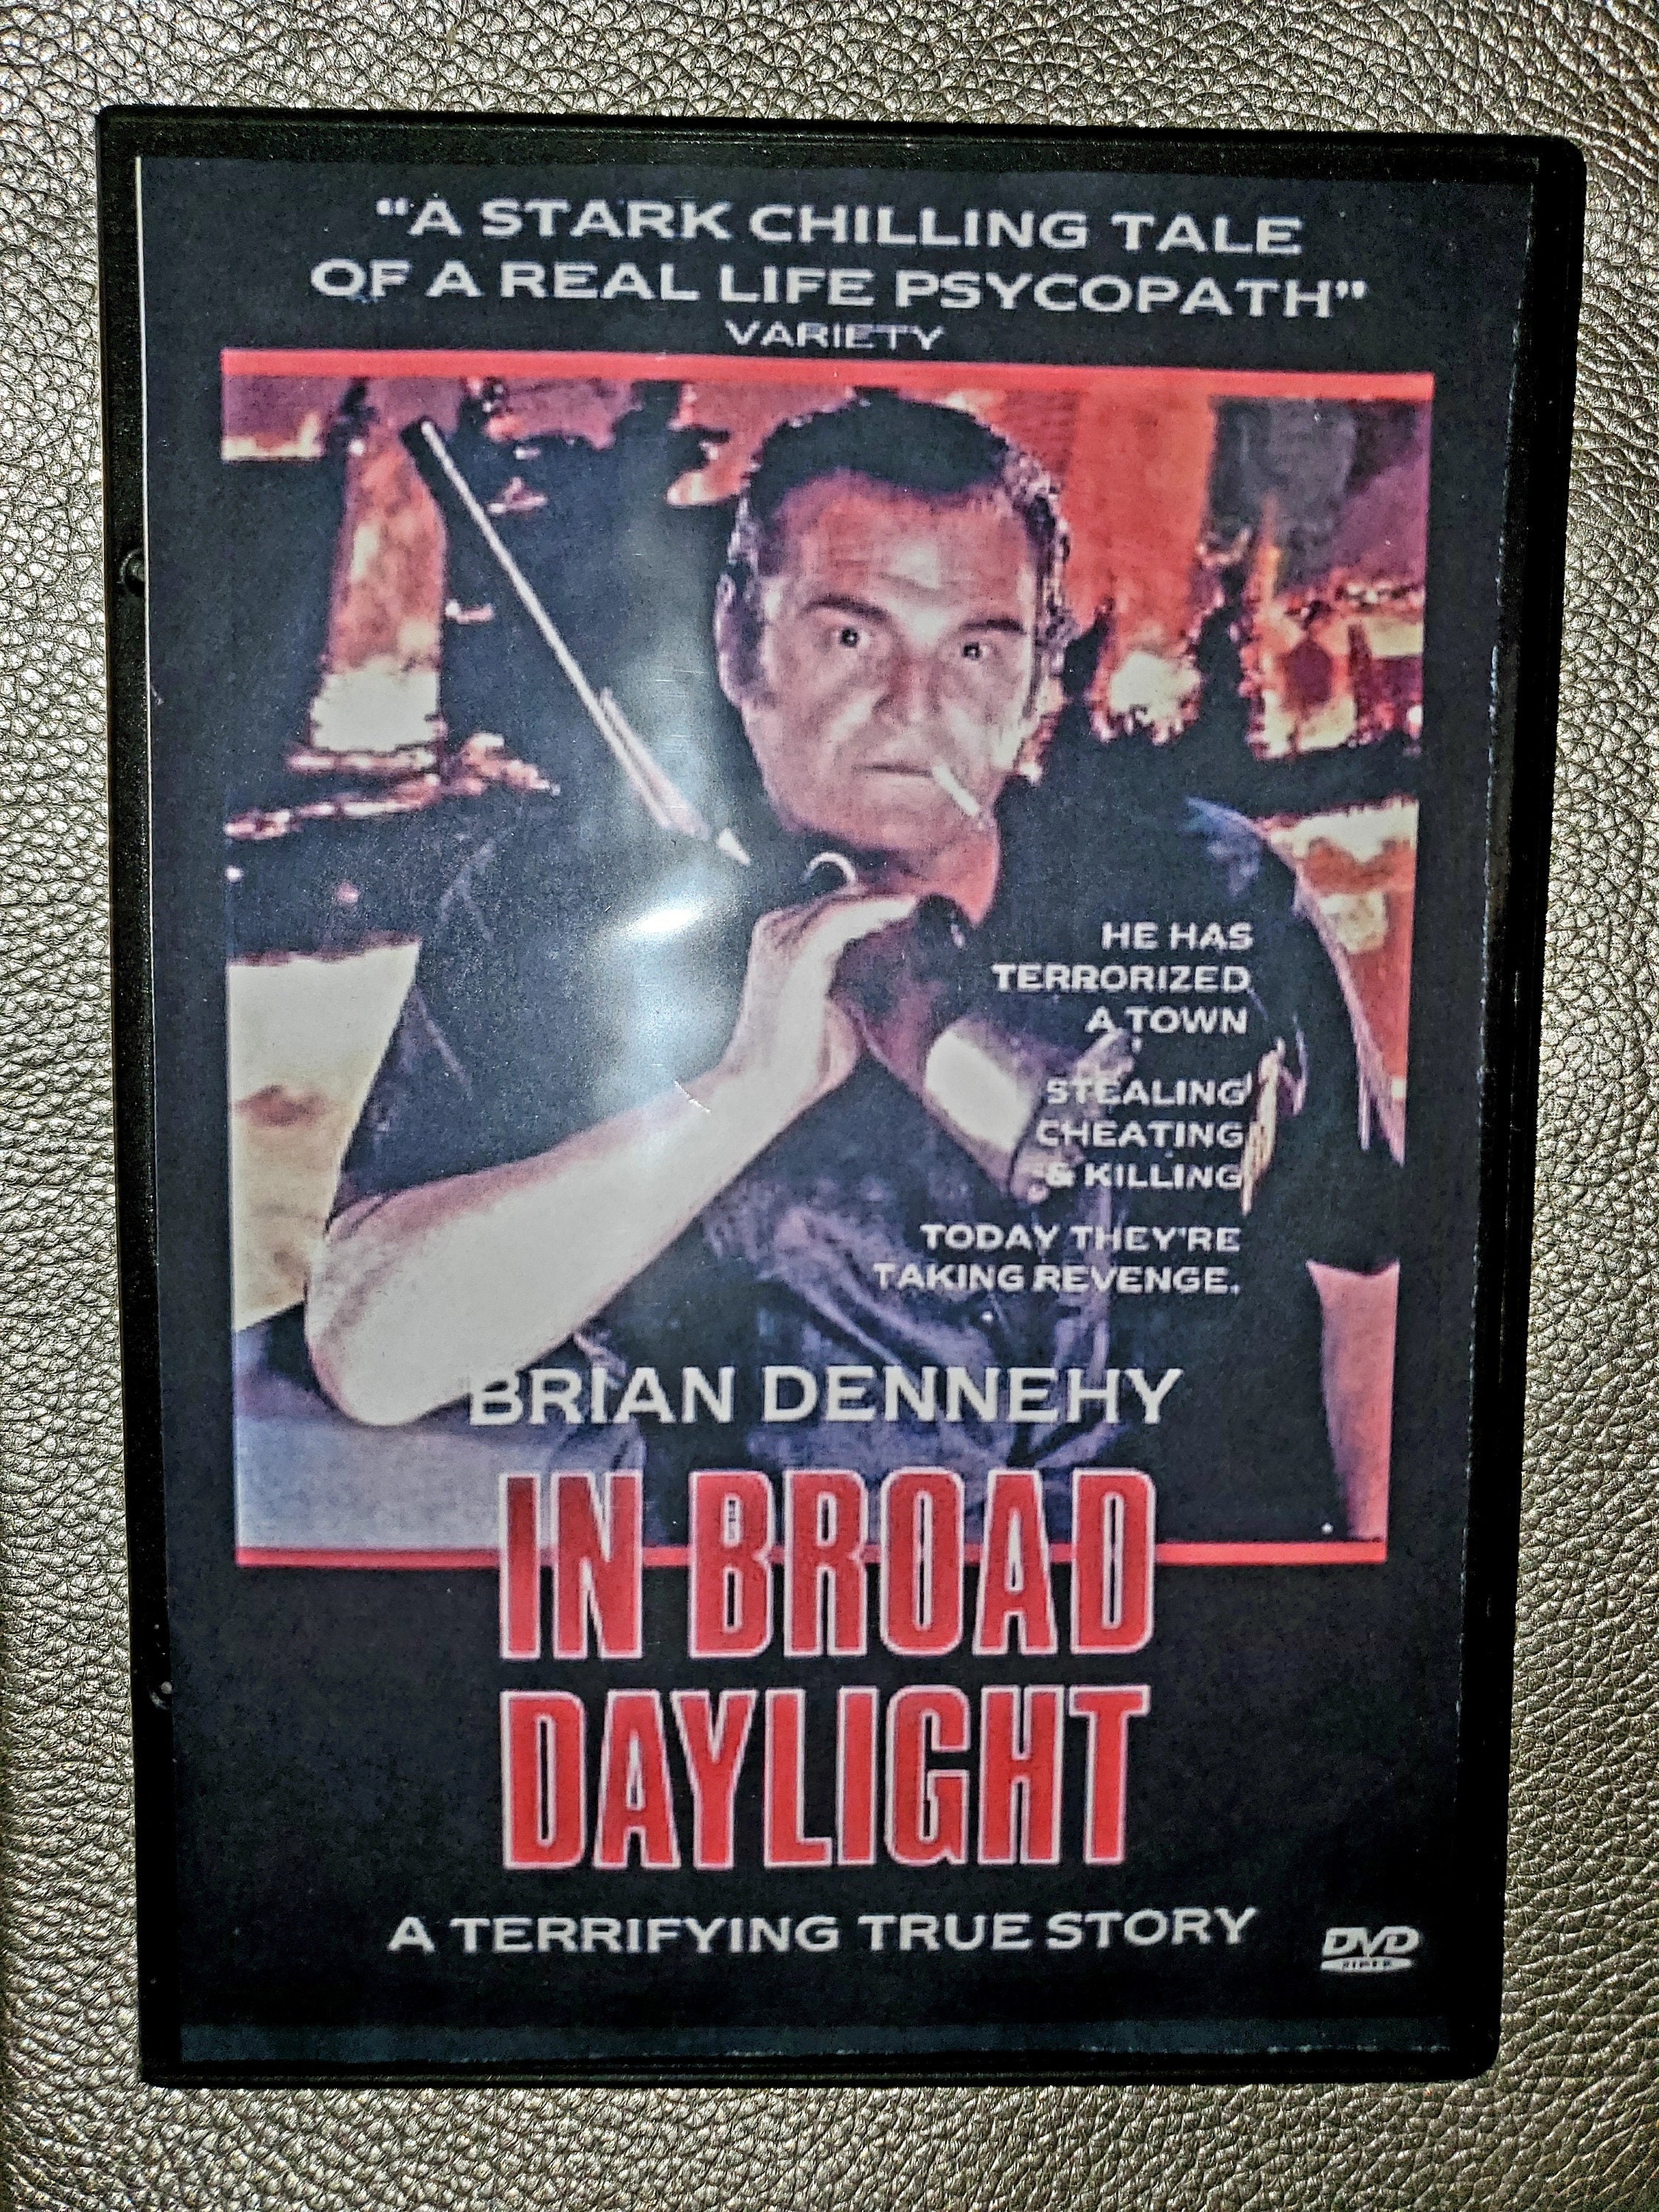 "A STARK CHILLING TALE
OF A REAL LIFE PSYCOPATH"
VARIETY
HE HAS
TERRORIZED
A TOWN
STEALING
CHEATING
& KILLING
TODAY THEY'RE
TAKING REVENGE.
BRIAN DENNEHY
IN BROAD
DAYLIGHT
A TERRIFYING TRUE STORY
DVD